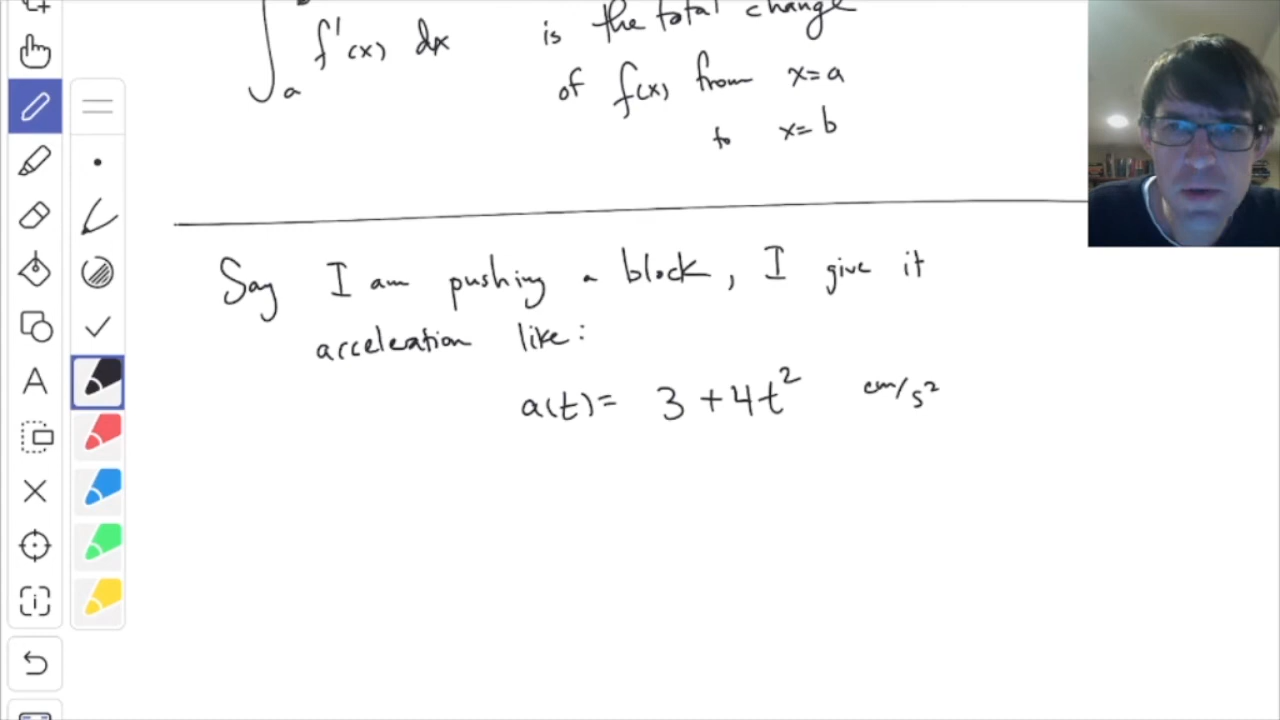 ∫ₐ f'(x) dx is the total change
of f(x) from x=a
to x=b
Say I am pushing a block, I give it
acceleration like:
a(t)= 3+4t² cm/s²